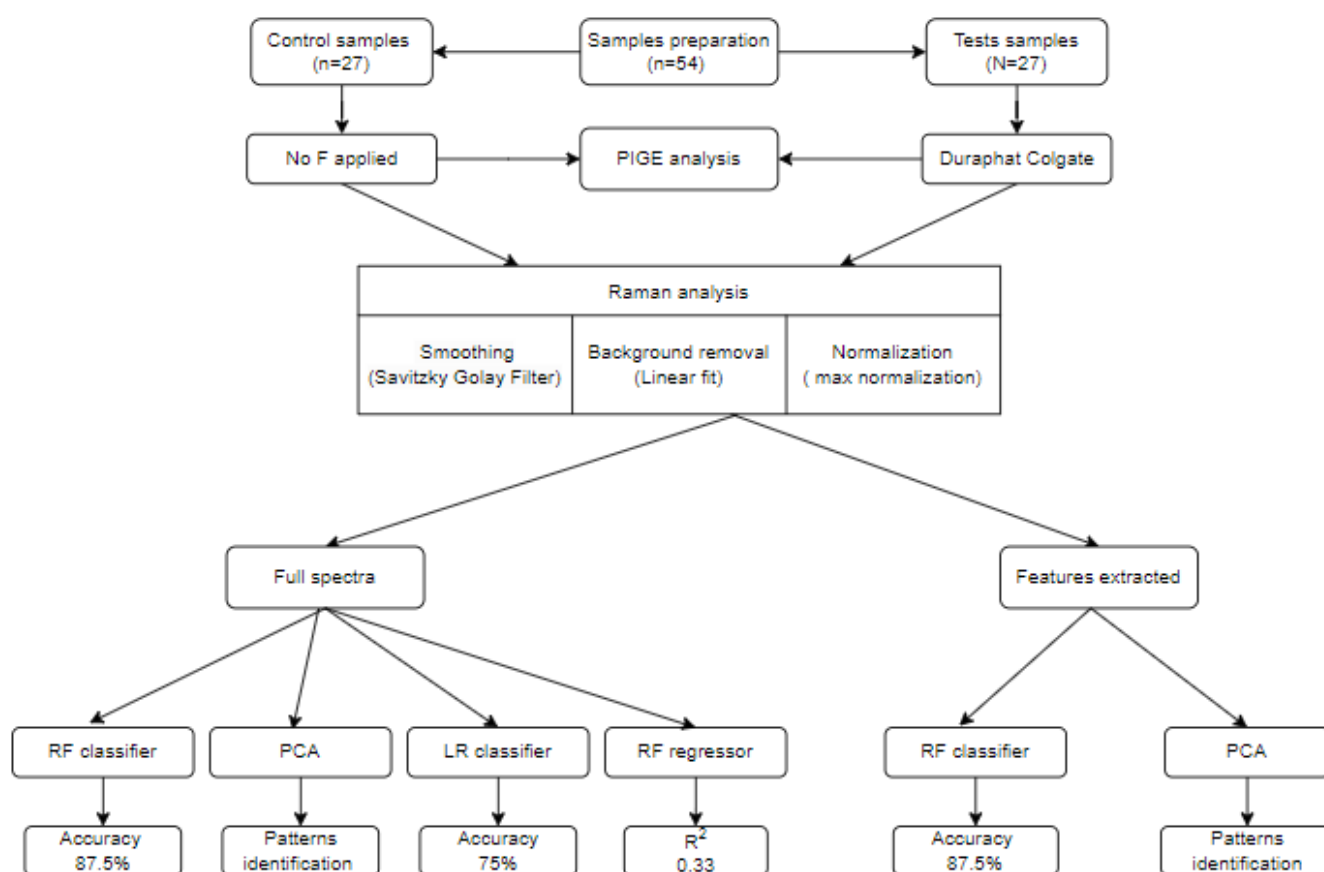 Control samples
(n=27)
Samples preparation
(n=54)
Tests samples
(N=27)
No F applied
PIGE analysis
Duraphat Colgate
Raman analysis
Smoothing
(Savitzky Golay Filter)
Background removal
(Linear fit)
Normalization
( max normalization)
Full spectra
Features extracted
RF classifier
PCA
LR classifier
RF regressor
RF classifier
PCA
Accuracy
87.5%
Patterns
identification
Accuracy
75%
R²
0.33
Accuracy
87.5%
Patterns
identification